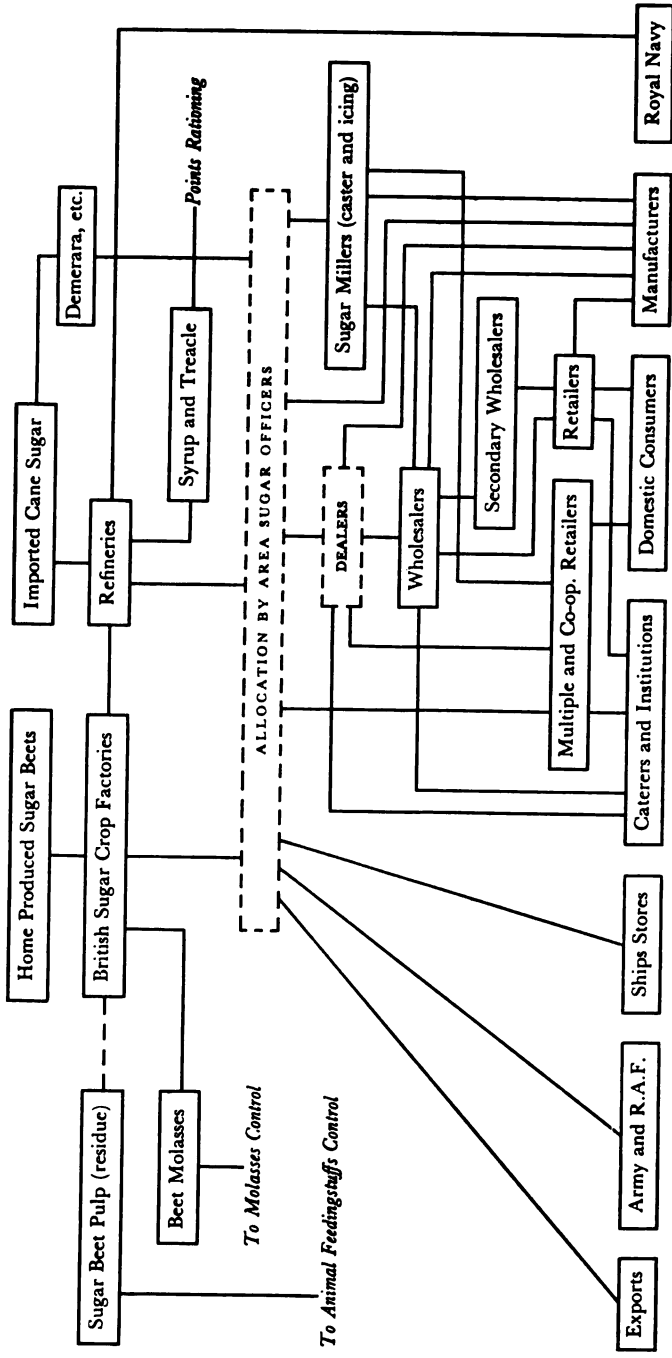 Home Produced Sugar Beets
Imported Cane Sugar
Demerara, etc.
Sugar Beet Pulp (residue)
British Sugar Crop Factories
Refineries
Beet Molasses
Syrup and Treacle
Points Rationing
To Molasses Control
To Animal Feedingstuffs Control
ALLOCATION BY AREA SUGAR OFFICERS
Sugar Millers (caster and icing)
DEALERS
Wholesalers
Secondary Wholesalers
Multiple and Co-op. Retailers
Retailers
Exports
Army and R.A.F.
Ships Stores
Caterers and Institutions
Domestic Consumers
Manufacturers
Royal Navy